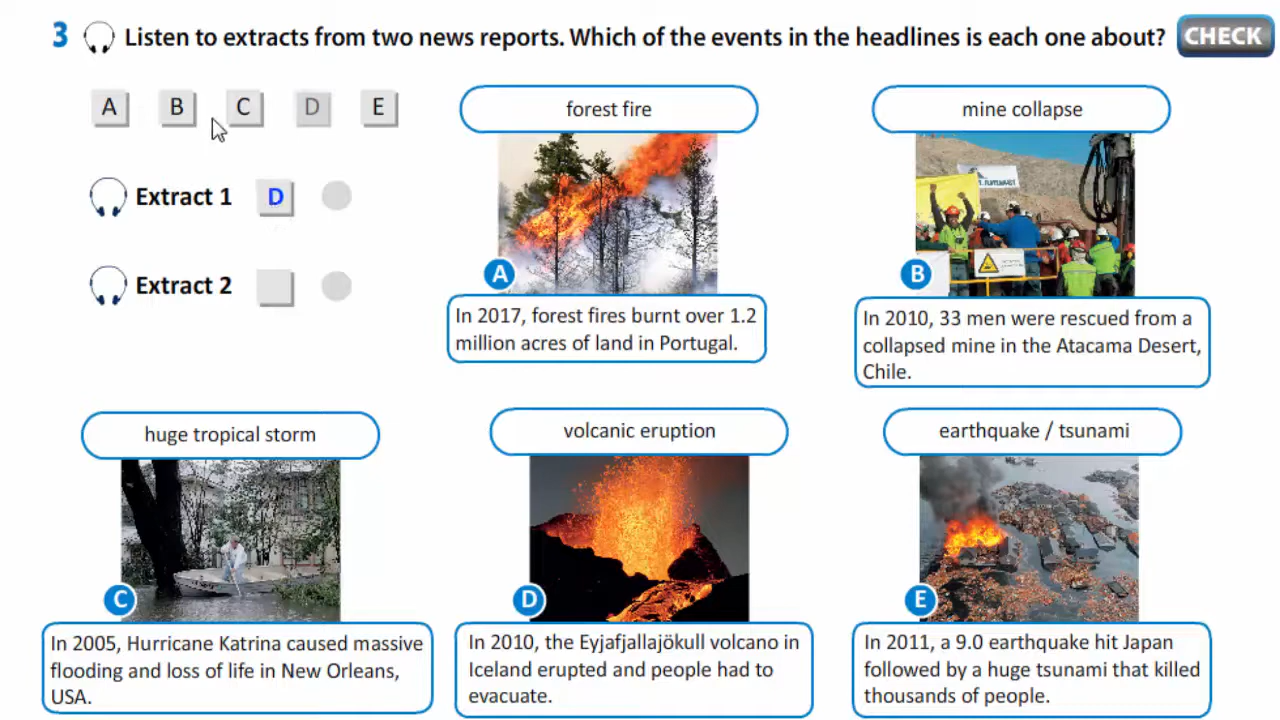 3 Listen to extracts from two news reports. Which of the events in the headlines is each one about? CHECK
A B C D E
Extract 1 D
Extract 2
forest fire
A
In 2017, forest fires burnt over 1.2
million acres of land in Portugal.
mine collapse
B
In 2010, 33 men were rescued from a
collapsed mine in the Atacama Desert,
Chile.
huge tropical storm
C
In 2005, Hurricane Katrina caused massive
flooding and loss of life in New Orleans,
USA.
volcanic eruption
D
In 2010, the Eyjafjallajökull volcano in
Iceland erupted and people had to
evacuate.
earthquake / tsunami
E
In 2011, a 9.0 earthquake hit Japan
followed by a huge tsunami that killed
thousands of people.